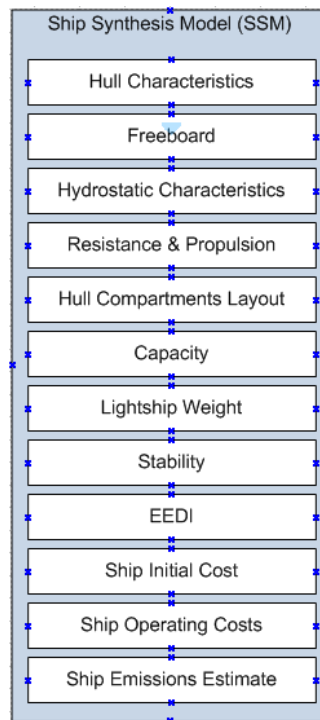 Ship Synthesis Model (SSM)
Hull Characteristics
Freeboard
Hydrostatic Characteristics
Resistance & Propulsion
Hull Compartments Layout
Capacity
Lightship Weight
Stability
EEDI
Ship Initial Cost
Ship Operating Costs
Ship Emissions Estimate